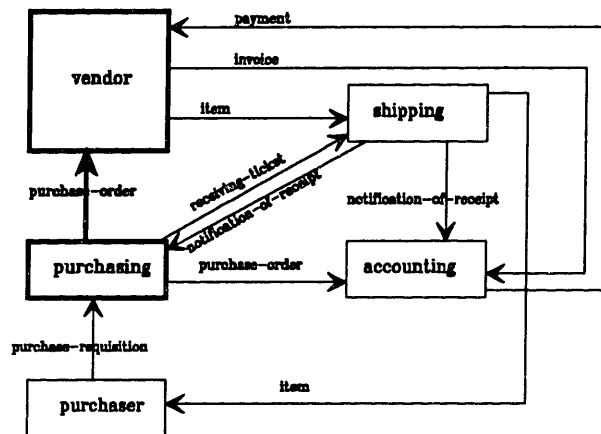 payment
invoice
vendor
item
shipping
receiving-ticket
purchase-order
notification-of-receipt
notification-of-receipt
purchasing
purchase-order
accounting
purchase-requisition
item
purchaser